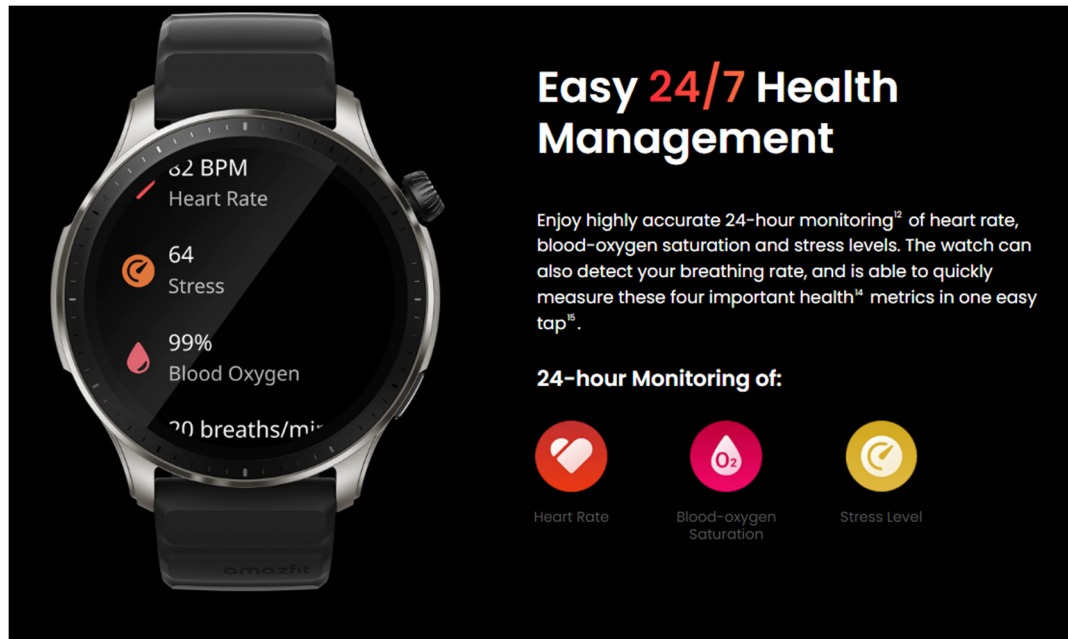 82 BPM
Heart Rate
64
Stress
99%
Blood Oxygen
20 breaths/min
amazfit
Easy 24/7 Health
Management
Enjoy highly accurate 24-hour monitoring¹² of heart rate,
blood-oxygen saturation and stress levels. The watch can
also detect your breathing rate, and is able to quickly
measure these four important health¹⁴ metrics in one easy
tap¹⁵.
24-hour Monitoring of:
O₂
Heart Rate
Blood-oxygen
Saturation
Stress Level